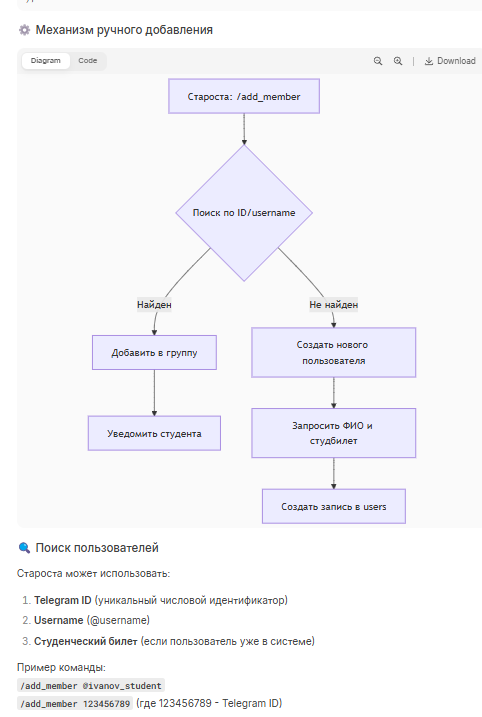 Механизм ручного добавления
Diagram
Code
Download
Староста: /add_member
Поиск по ID/username
Найден
Не найден
Добавить в группу
Создать нового
пользователя
Уведомить студента
Запросить ФИО и
студбилет
Создать запись в users
Поиск пользователей
Староста может использовать:
1. Telegram ID (уникальный числовой идентификатор)
2. Username (@username)
3. Студенческий билет (если пользователь уже в системе)
Пример команды:
/add_member @ivanov_student
/add_member 123456789 (где 123456789 - Telegram ID)